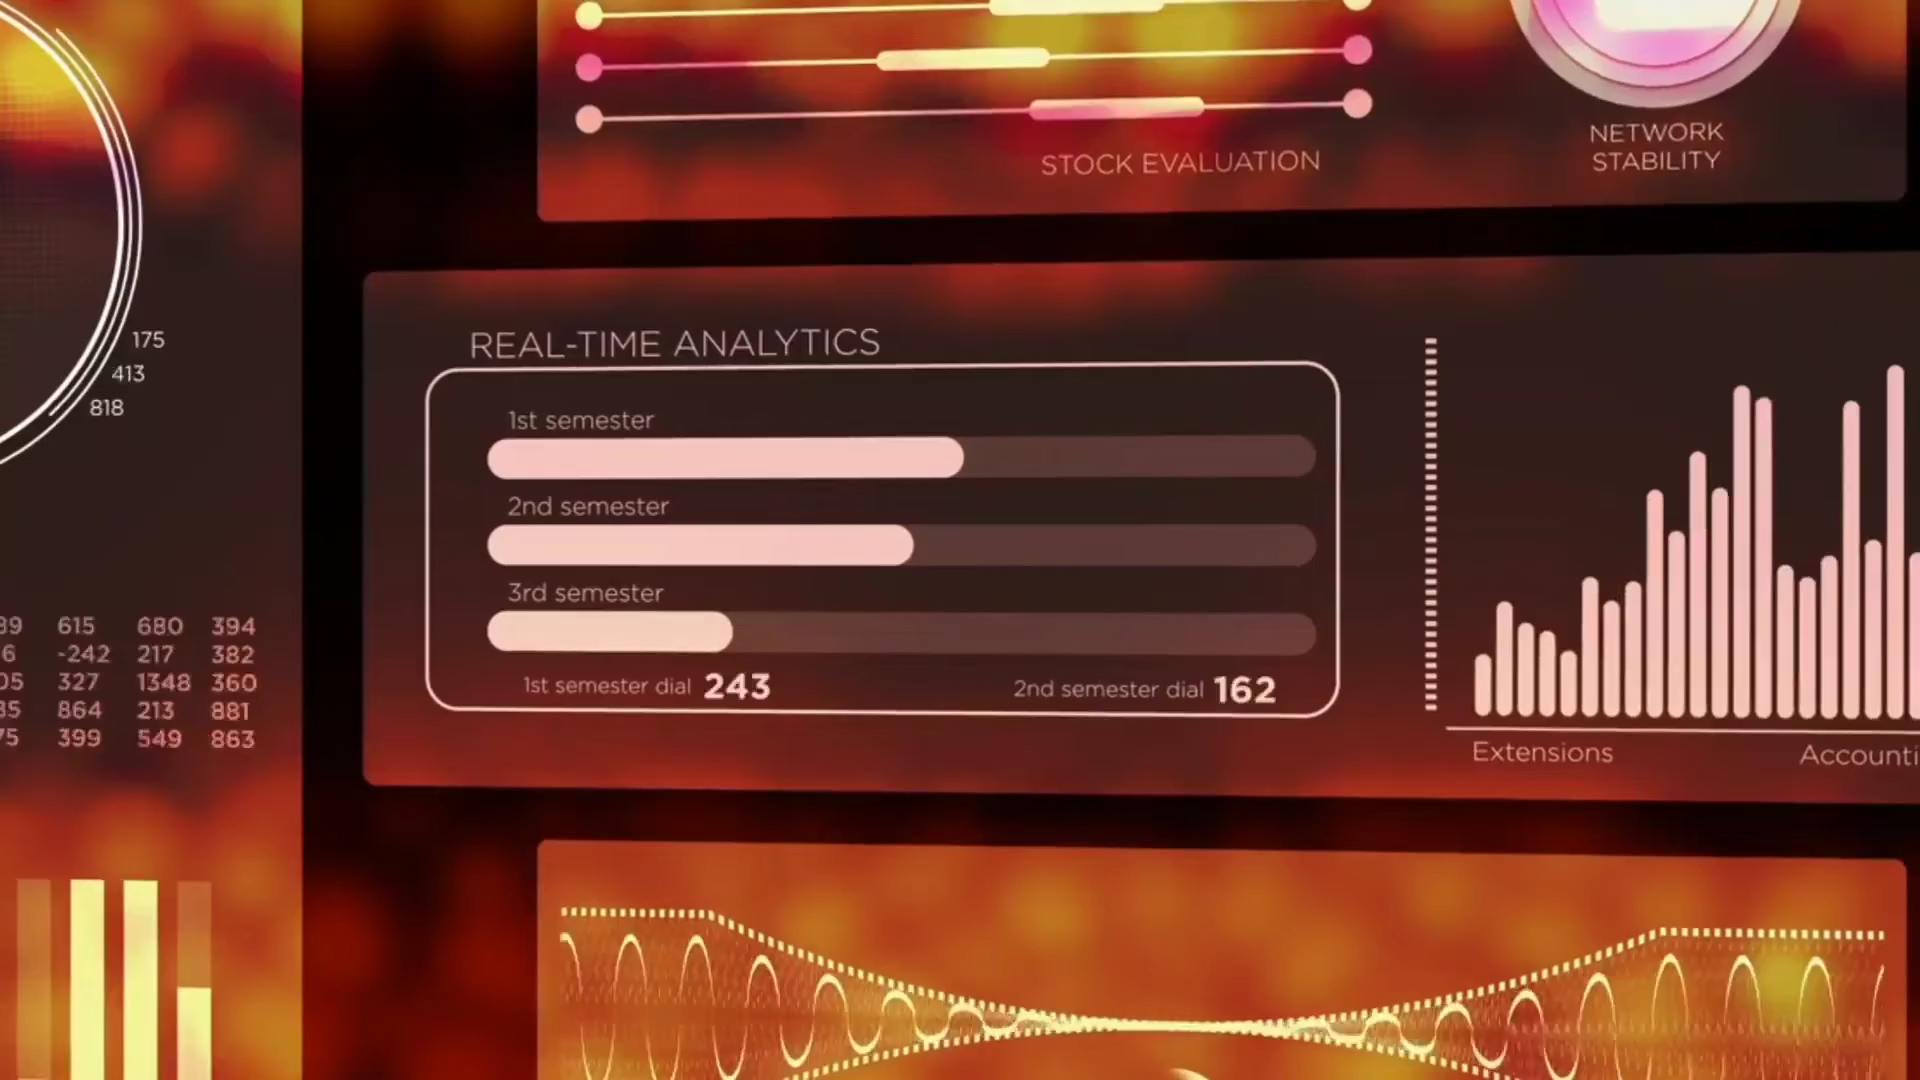 STOCK EVALUATION
NETWORK
STABILITY
175
413
818
REAL-TIME ANALYTICS
1st semester
2nd semester
3rd semester
1st semester dial 243
2nd semester dial 162
615 680 394
-242 217 382
327 1348 360
864 213 881
399 549 863
Extensions